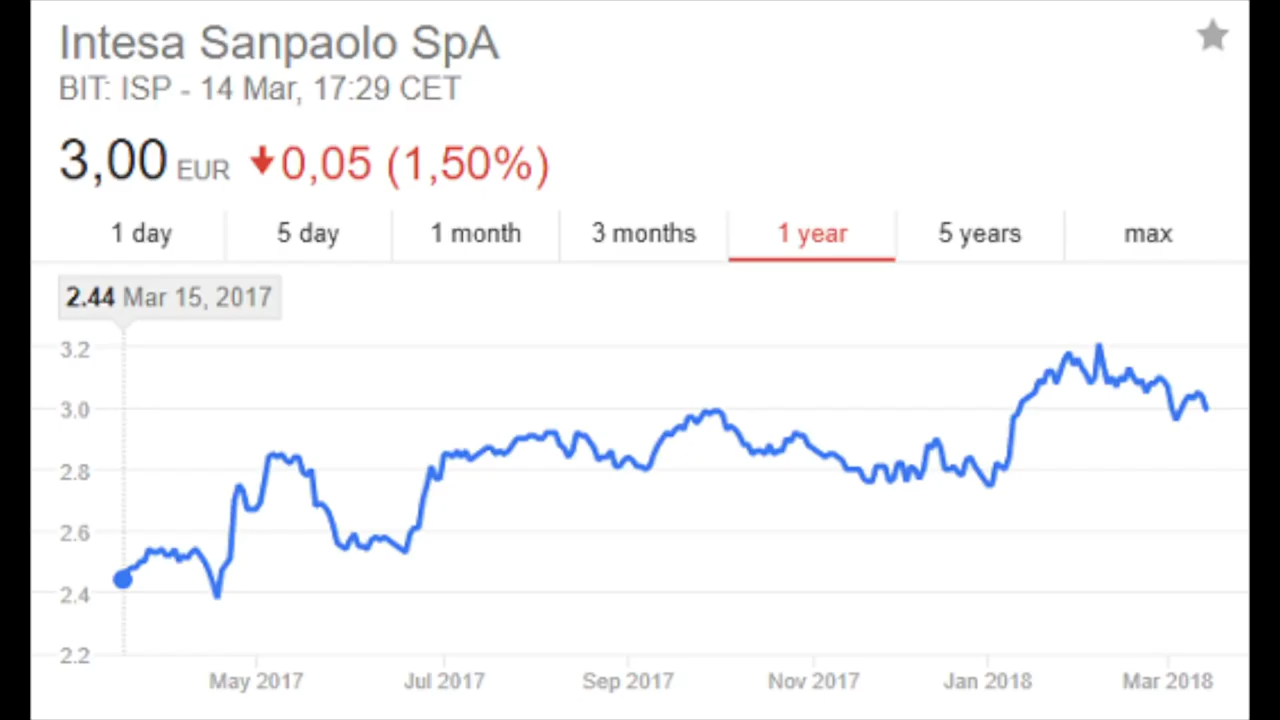 Intesa Sanpaolo SpA
BIT: ISP - 14 Mar, 17:29 CET
3,00 EUR 0,05 (1,50%)
1 day 5 day 1 month 3 months 1 year 5 years max
2.44 Mar 15, 2017
3.2
3.0
2.8
2.6
2.4
2.2
May 2017 Jul 2017 Sep 2017 Nov 2017 Jan 2018 Mar 2018